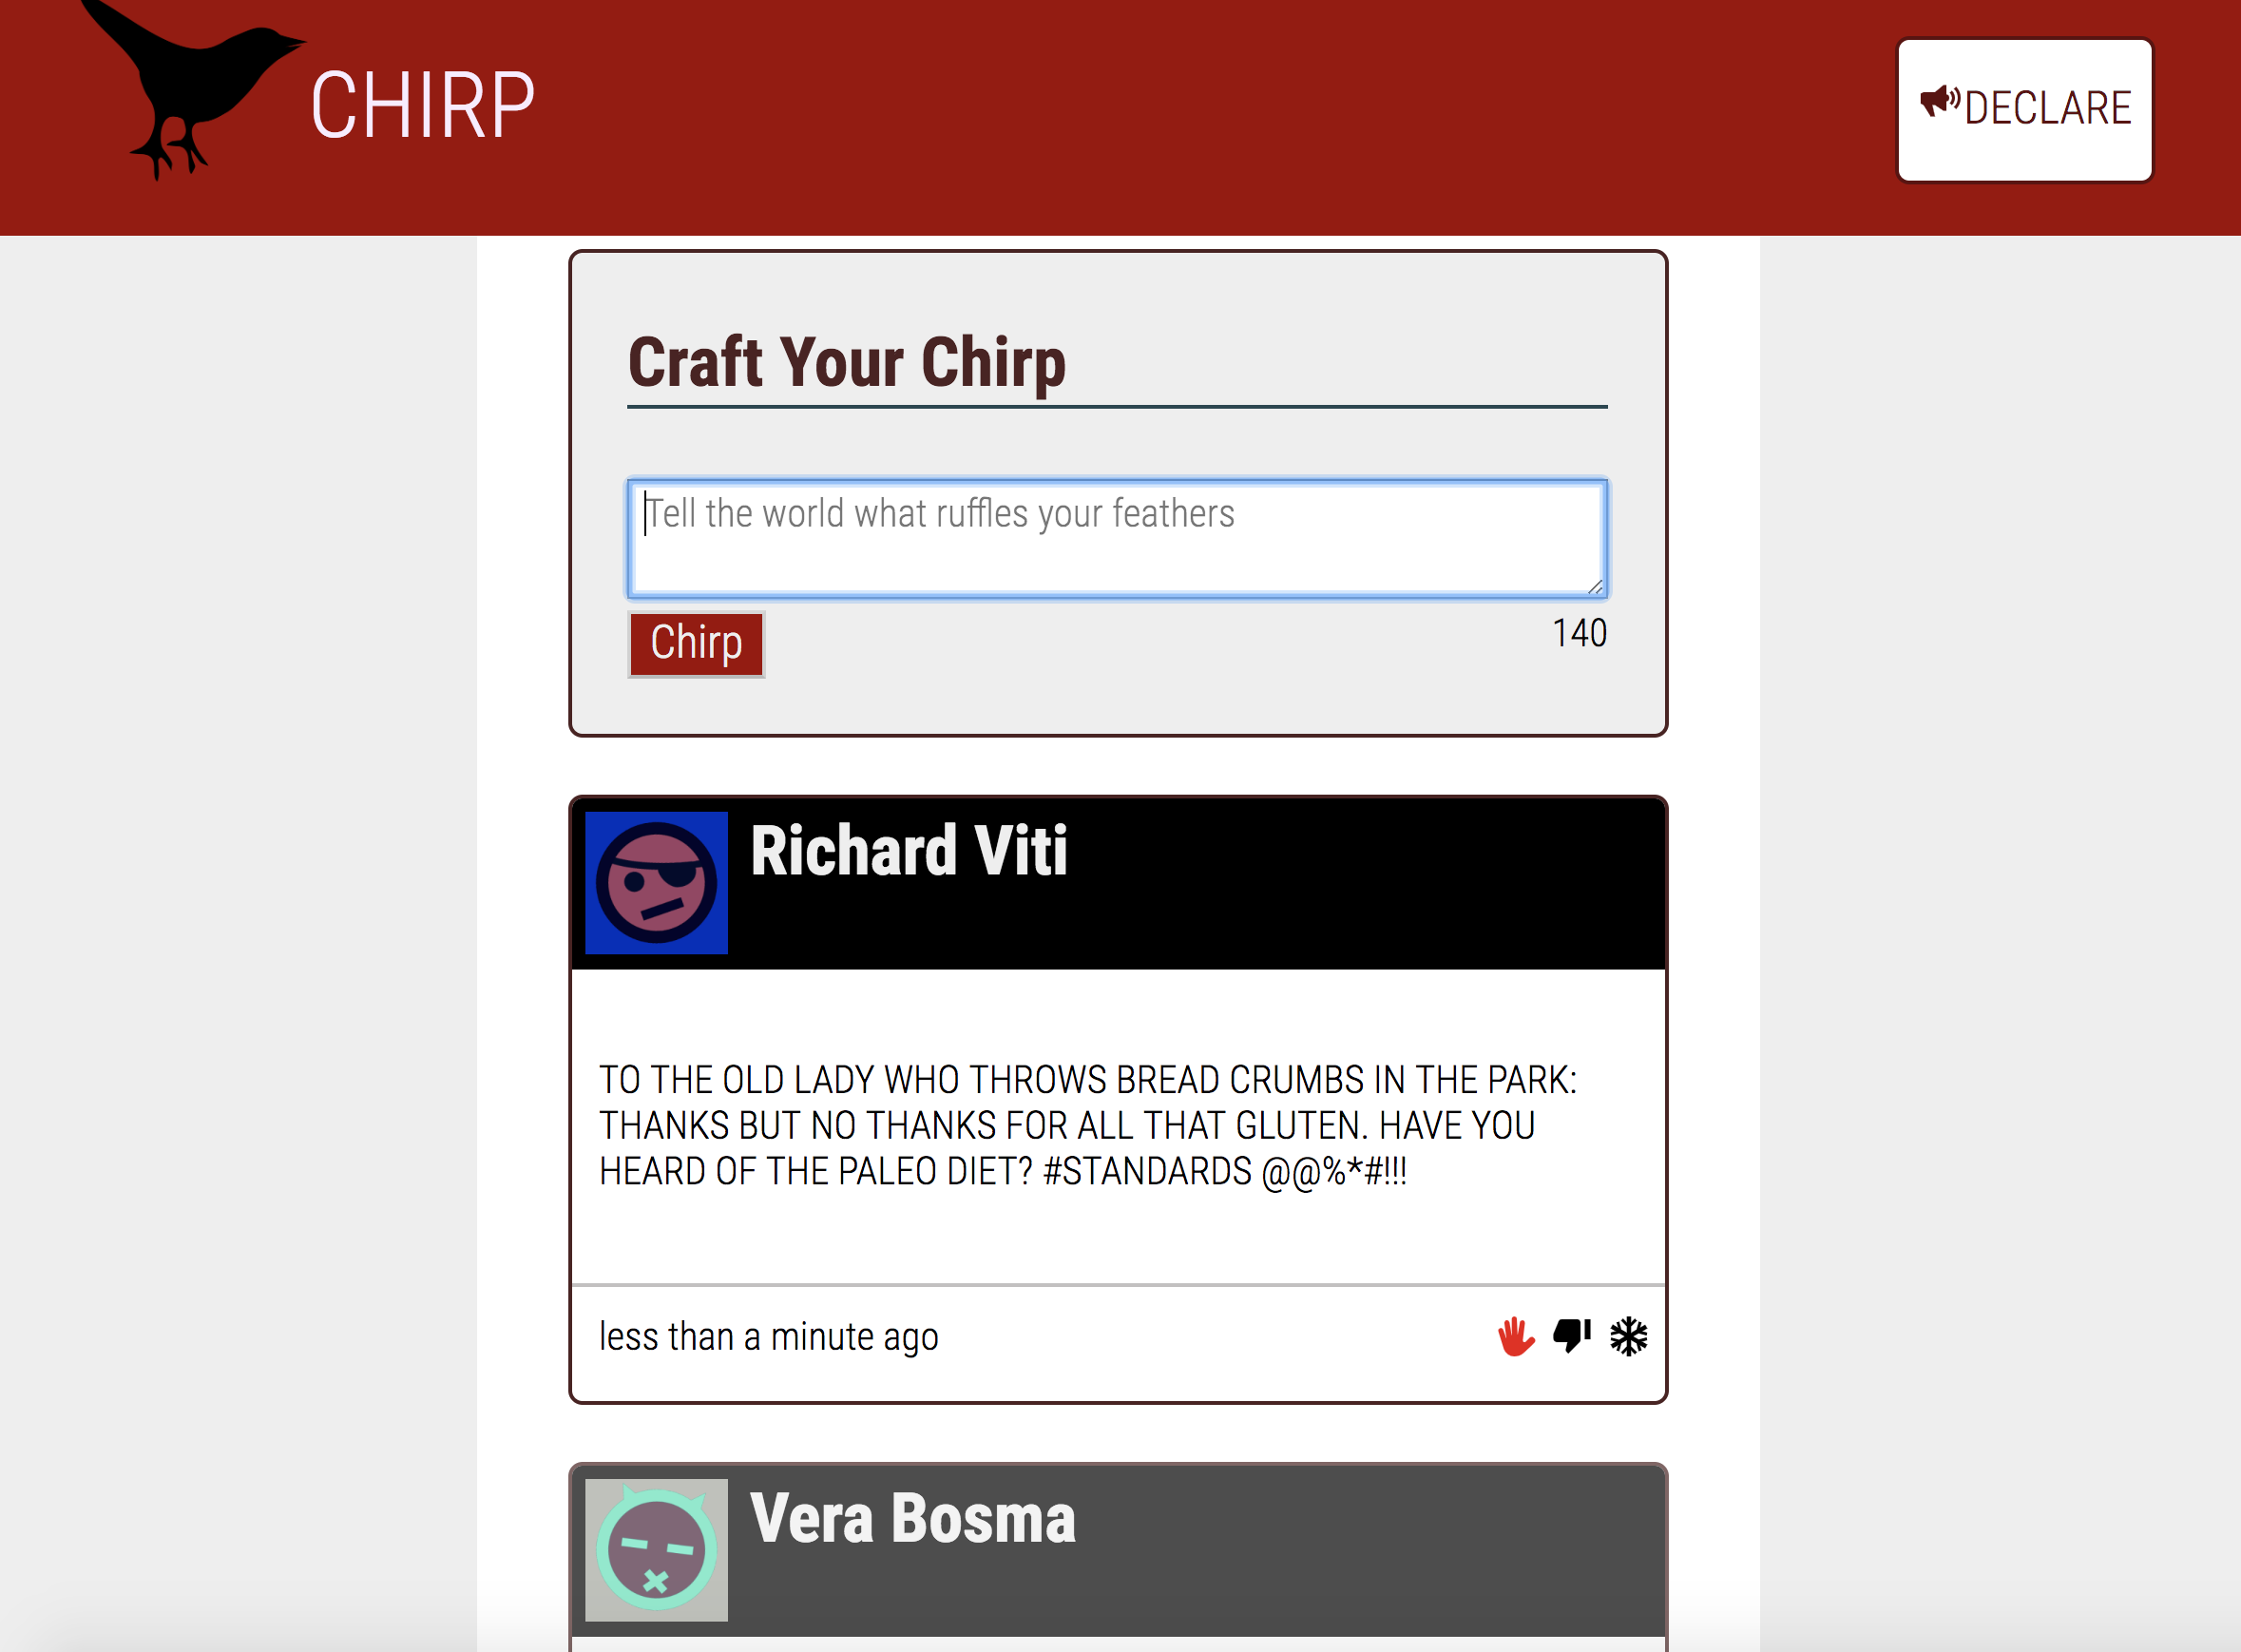 CHIRP
DECLARE
Craft Your Chirp
Tell the world what ruffles your feathers
Chirp
140
Richard Viti
TO THE OLD LADY WHO THROWS BREAD CRUMBS IN THE PARK:
THANKS BUT NO THANKS FOR ALL THAT GLUTEN. HAVE YOU
HEARD OF THE PALEO DIET? #STANDARDS @@%*#!!!
less than a minute ago
Vera Bosma